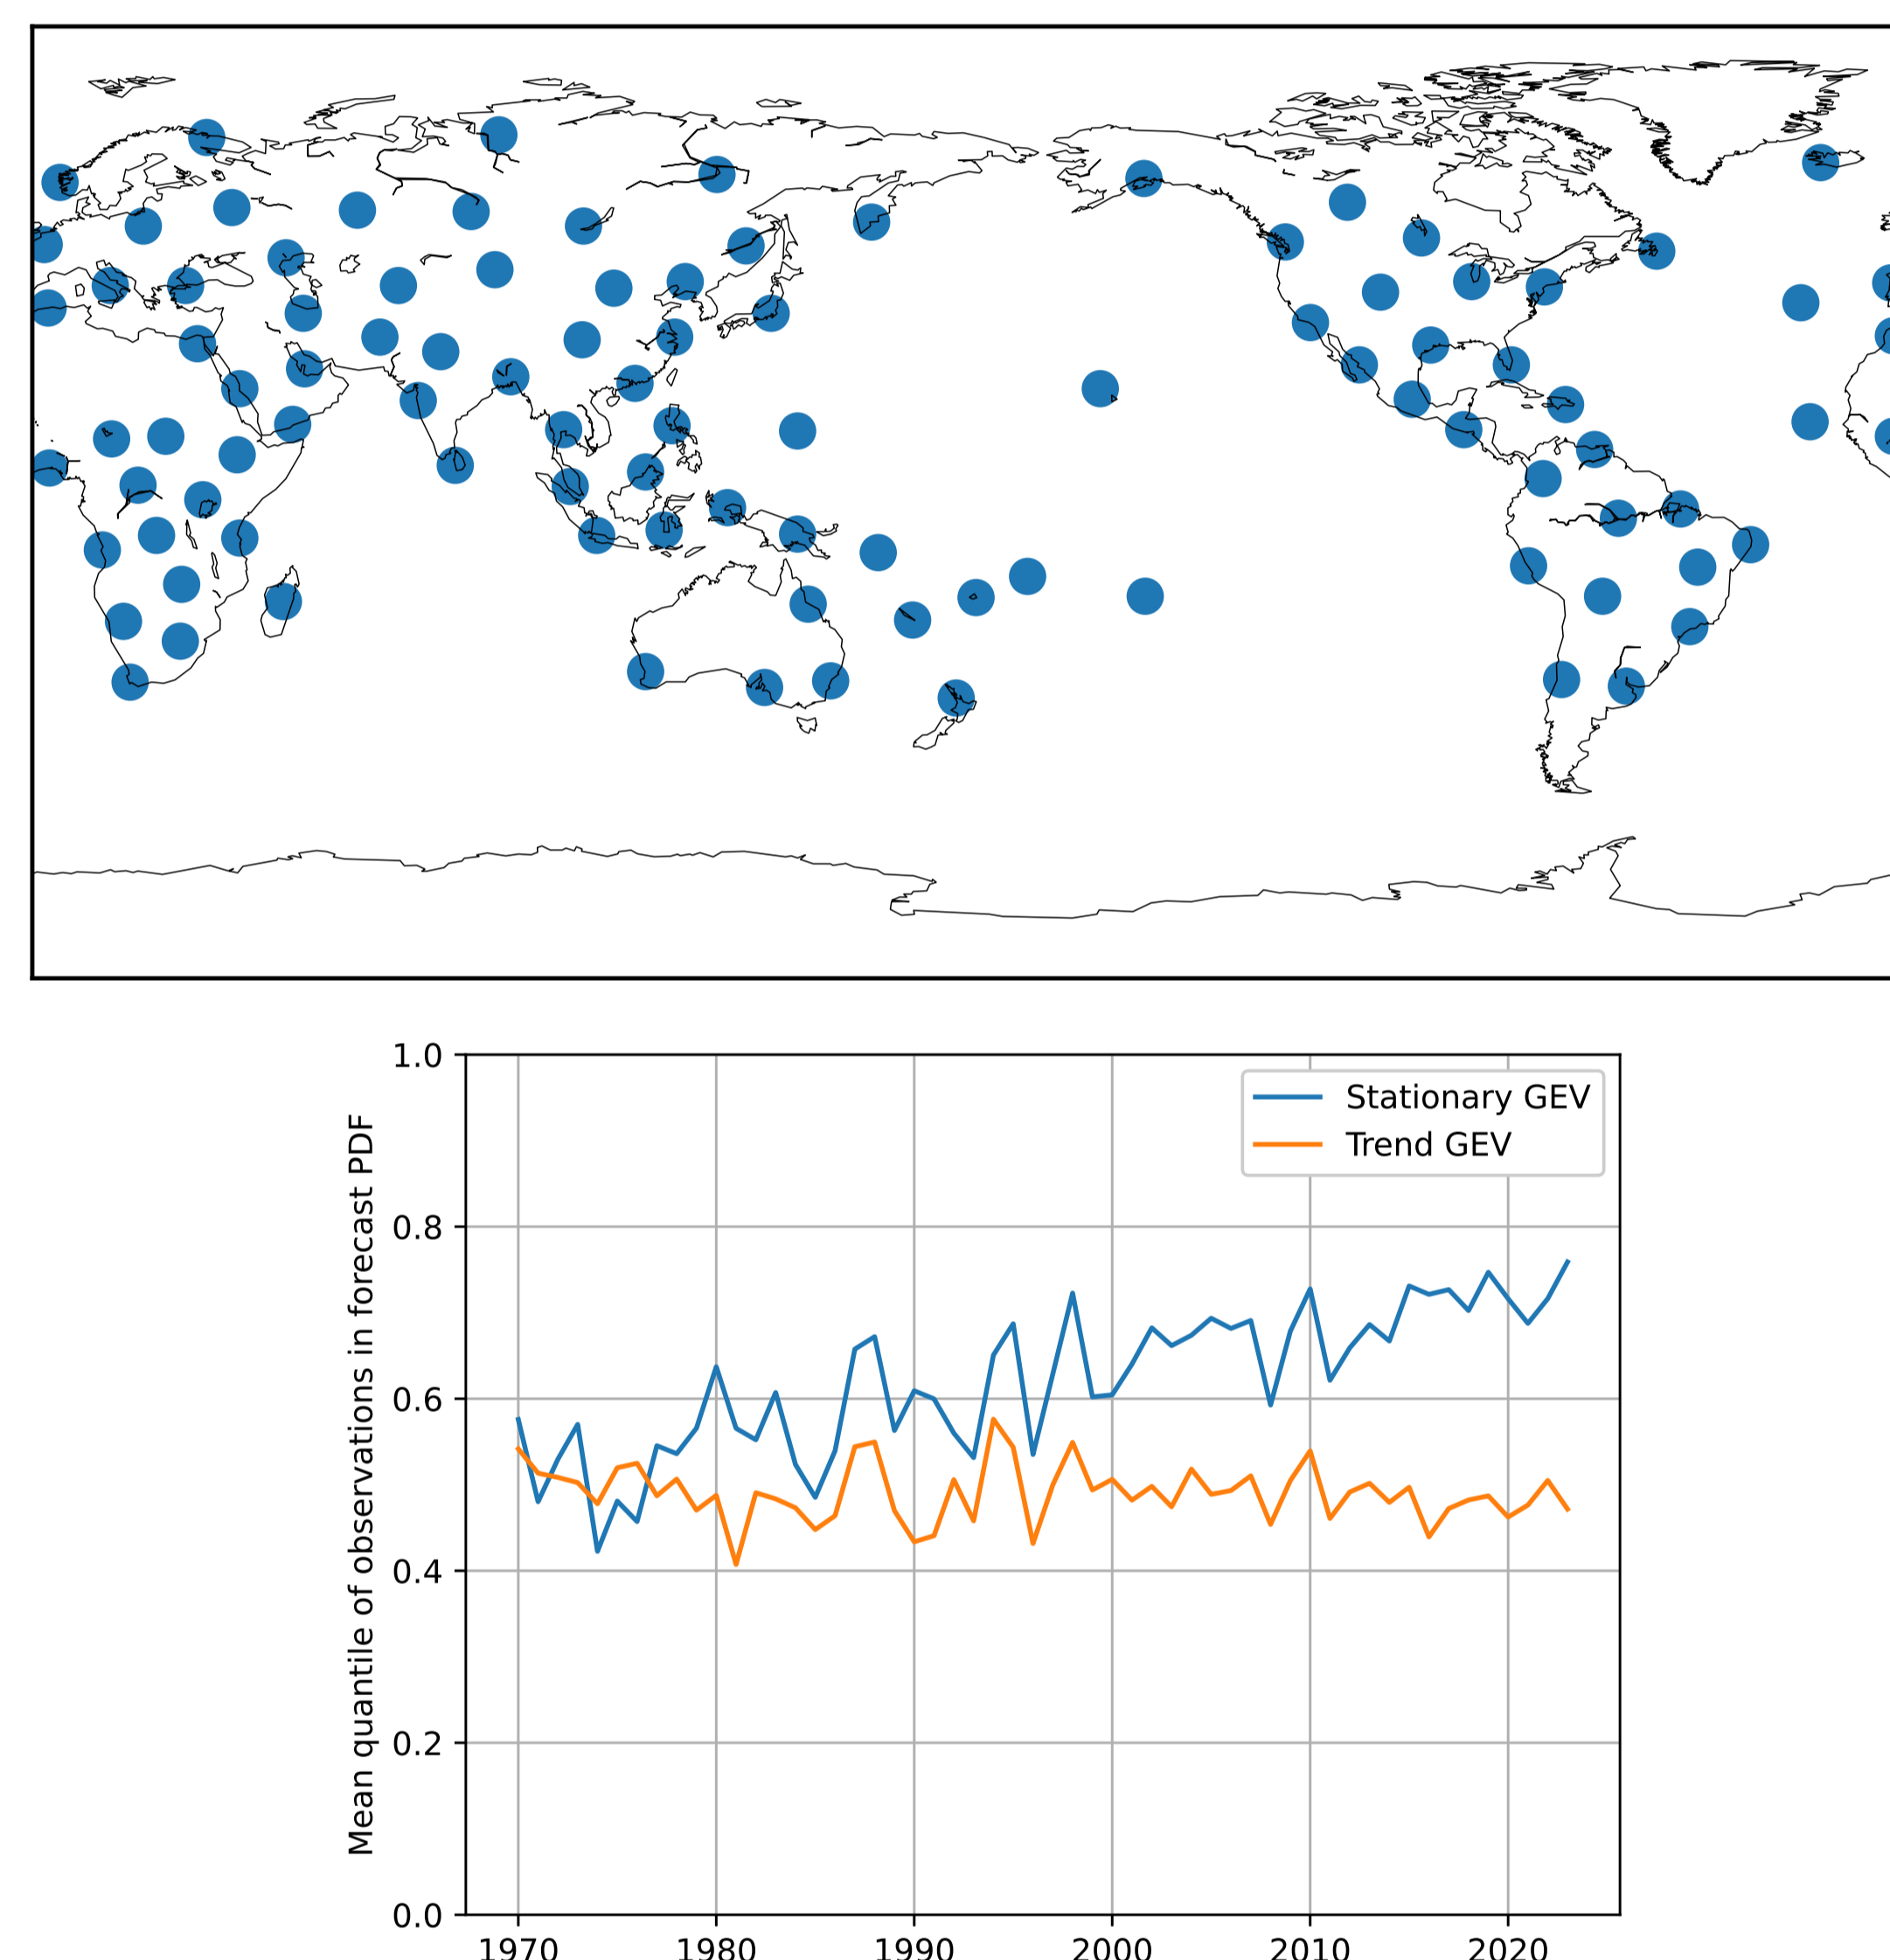 1.0
Stationary GEV
Trend GEV
Mean quantile of observations in forecast PDF
0.8
0.6
0.4
0.2
0.0
1970 1980 1990 2000 2010 2020